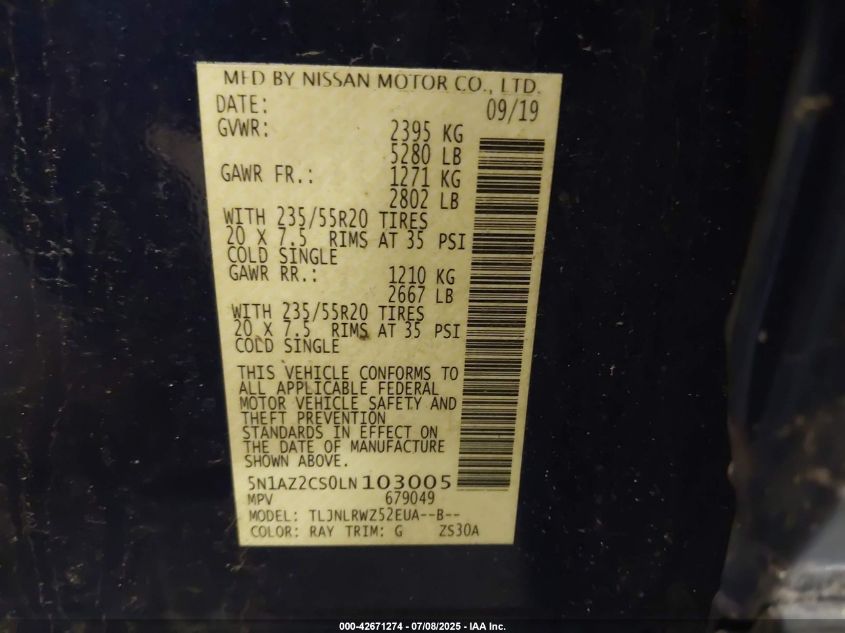 MFD BY NISSAN MOTOR CO., LTD.
DATE: 09/19
GVWR: 2395 KG
5280 LB
GAWR FR.: 1271 KG
2802 LB
WITH 235/55R20 TIRES
20 X 7.5 RIMS AT 35 PSI
COLD SINGLE
GAWR RR.: 1210 KG
2667 LB
WITH 235/55R20 TIRES
20 X 7.5 RIMS AT 35 PSI
COLD SINGLE
THIS VEHICLE CONFORMS TO
ALL APPLICABLE FEDERAL
MOTOR VEHICLE SAFETY AND
THEFT PREVENTION
STANDARDS IN EFFECT ON
THE DATE OF MANUFACTURE
SHOWN ABOVE.
5N1AZ2CS0LN103005
MPV 679049
MODEL: TLJNLRWZ52EUA--B--
COLOR: RAY TRIM: G ZS30A
000-42671274 - 07/08/2025 - IAA Inc.